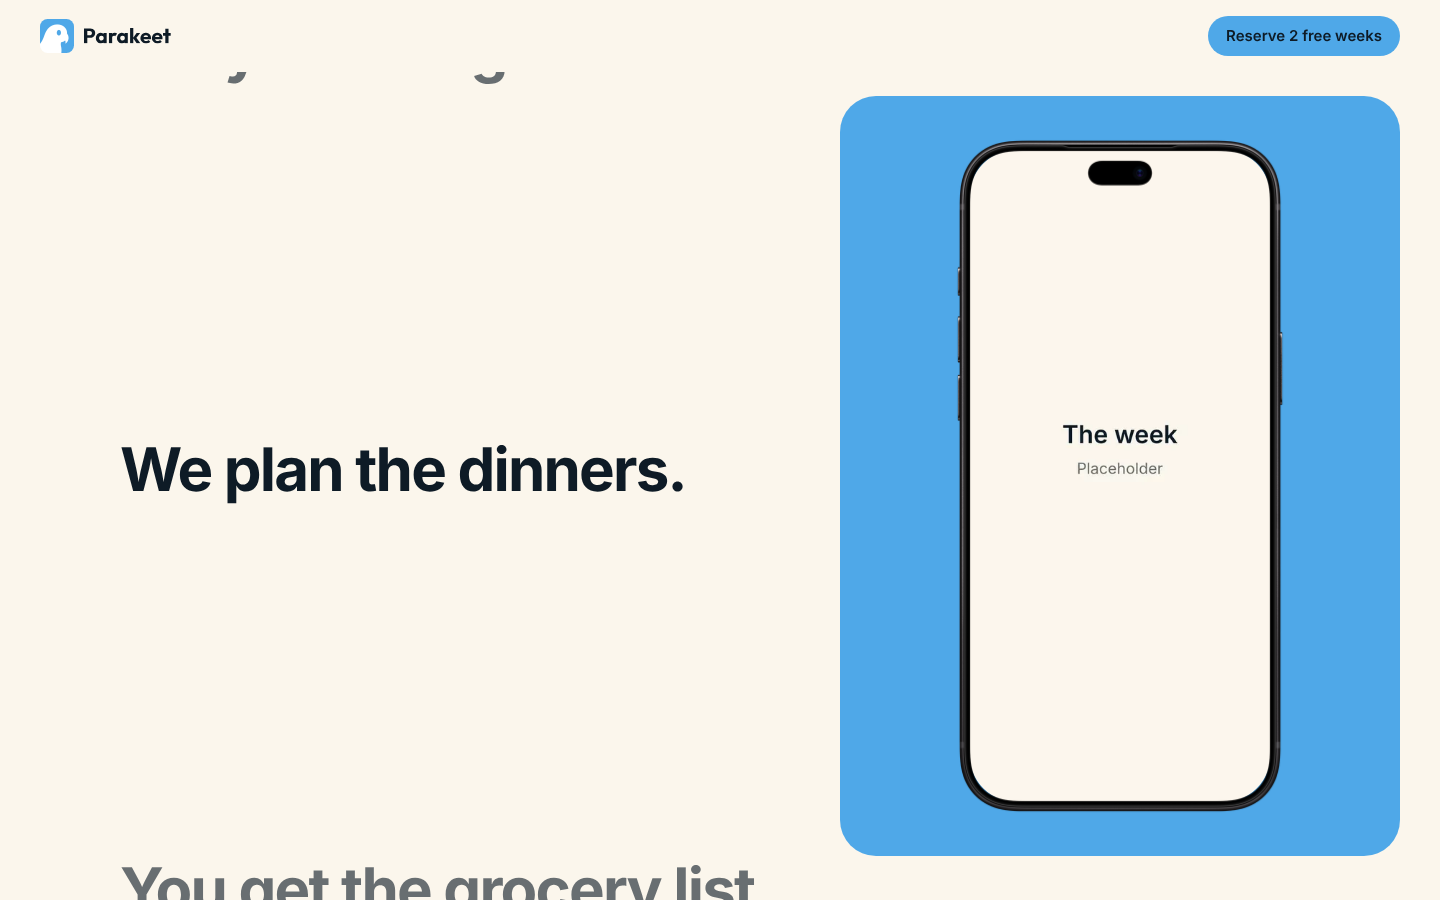 Parakeet
Reserve 2 free weeks
We plan the dinners.
The week
Placeholder
You get the grocery list